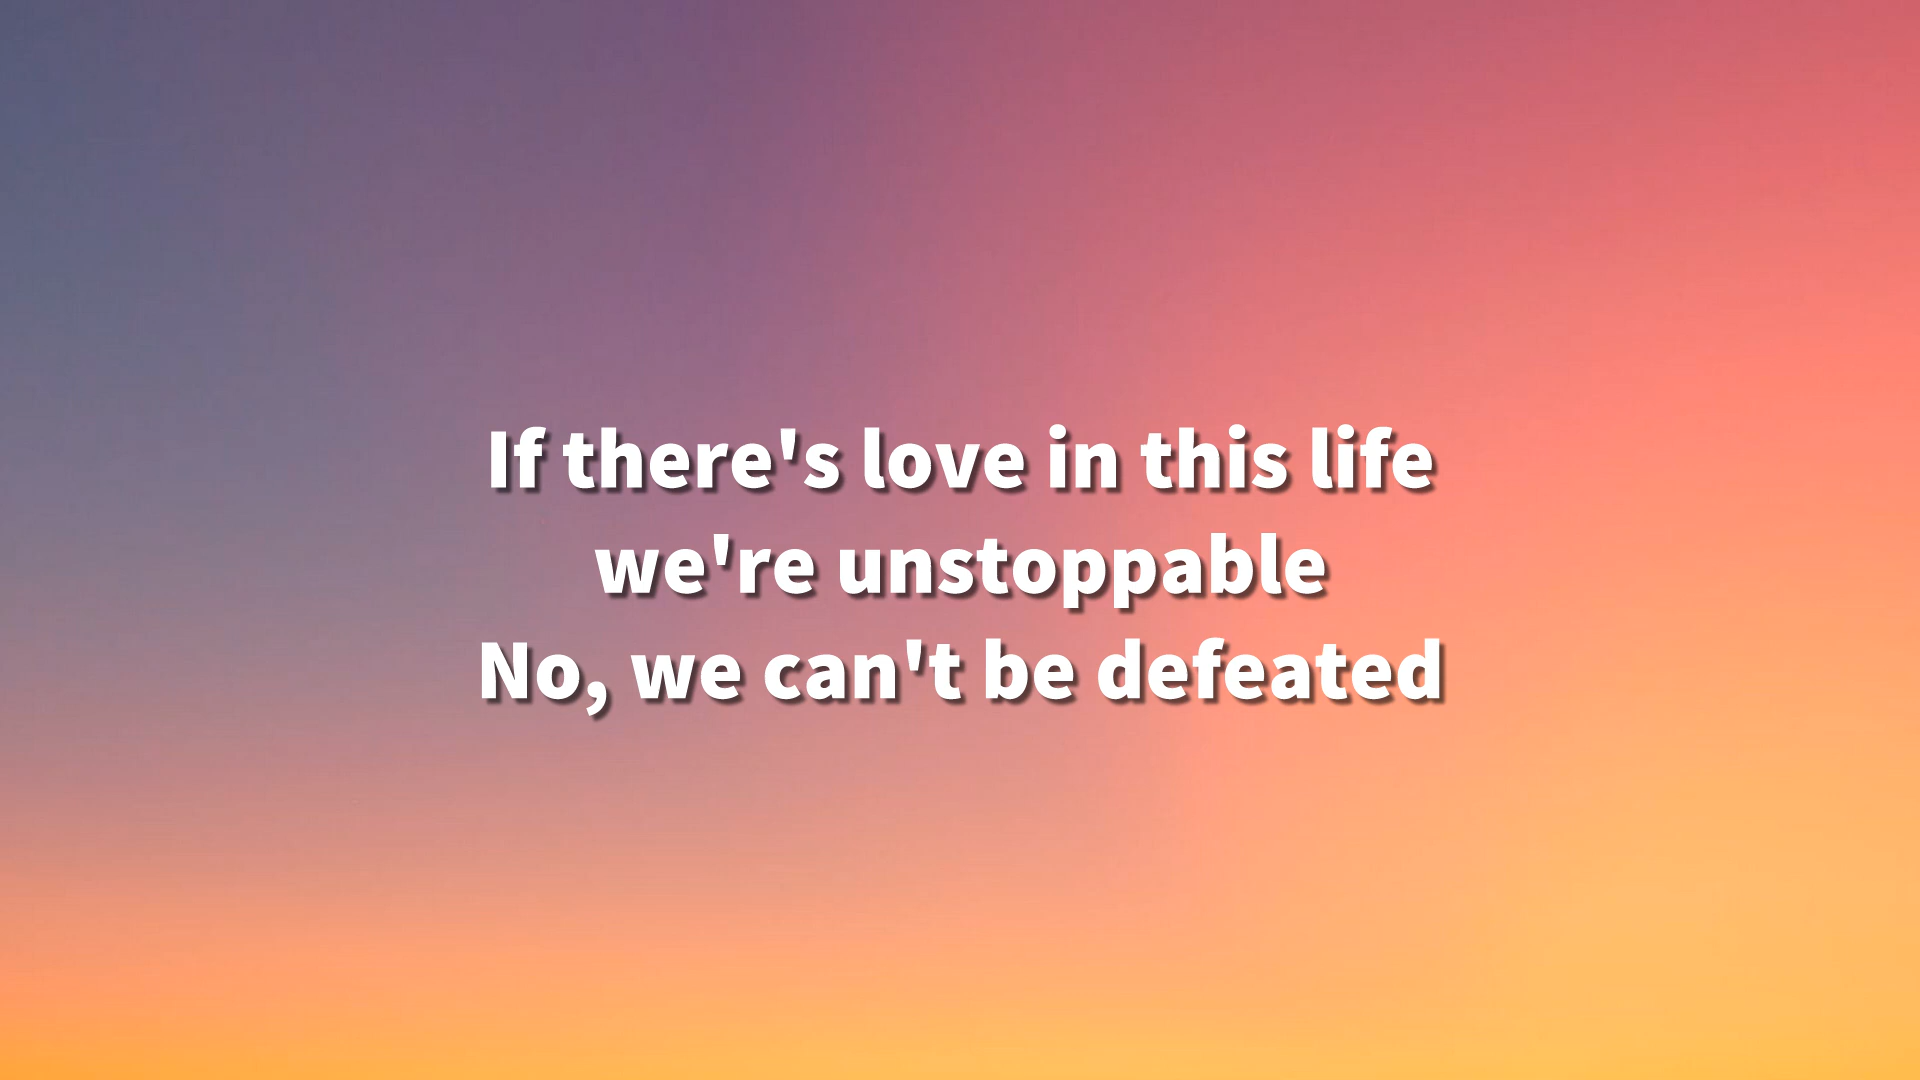 If there's love in this life
we're unstoppable
No, we can't be defeated